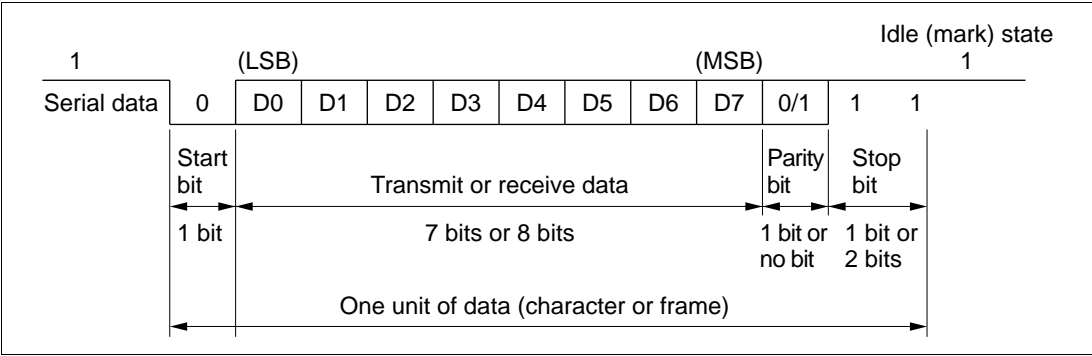 Idle (mark) state
1 (LSB) (MSB) 1
Serial data 0 D0 D1 D2 D3 D4 D5 D6 D7 0/1 1 1
Start bit
Transmit or receive data
Parity bit
Stop bit
1 bit
7 bits or 8 bits
1 bit or no bit
1 bit or 2 bits
One unit of data (character or frame)